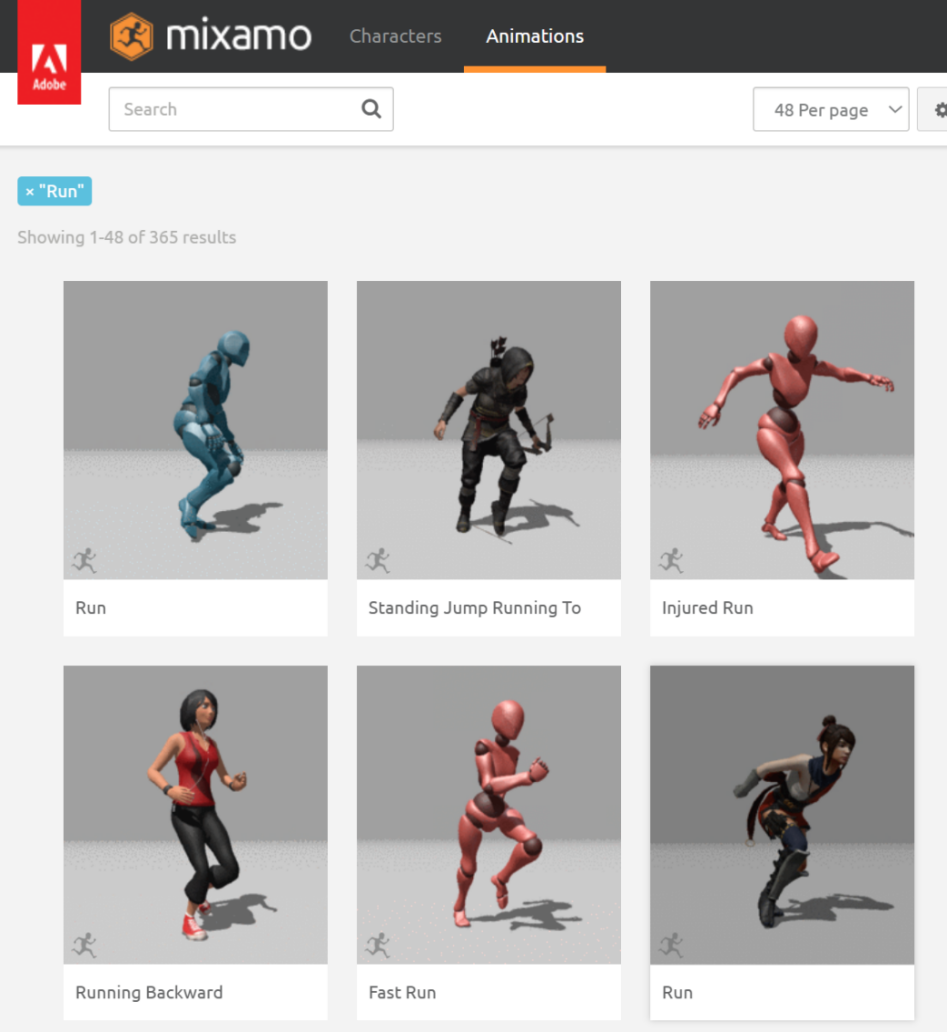 Adobe
mixamo
Characters
Animations
Search
48 Per page
× "Run"
Showing 1-48 of 365 results
Run
Standing Jump Running To
Injured Run
Running Backward
Fast Run
Run